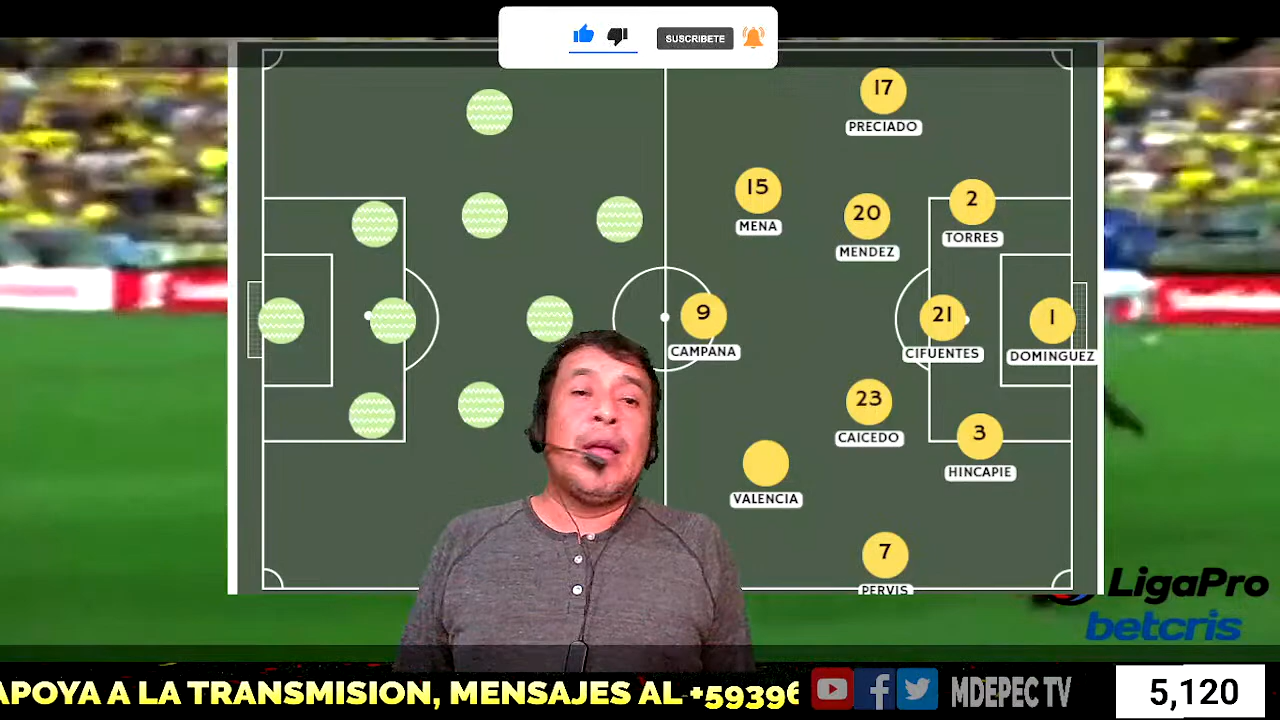 SUSCRIBETE
17
PRECIADO
15
MENA
20
MENDEZ
2
TORRES
9
CAMPANA
21
CIFUENTES
1
DOMINGUEZ
23
CAICEDO
3
HINCAPIE
VALENCIA
7
PERVIS
LigaPro
betcris
APOYA A LA TRANSMISION, MENSAJES AL +59396
MDEPEC TV
5,120